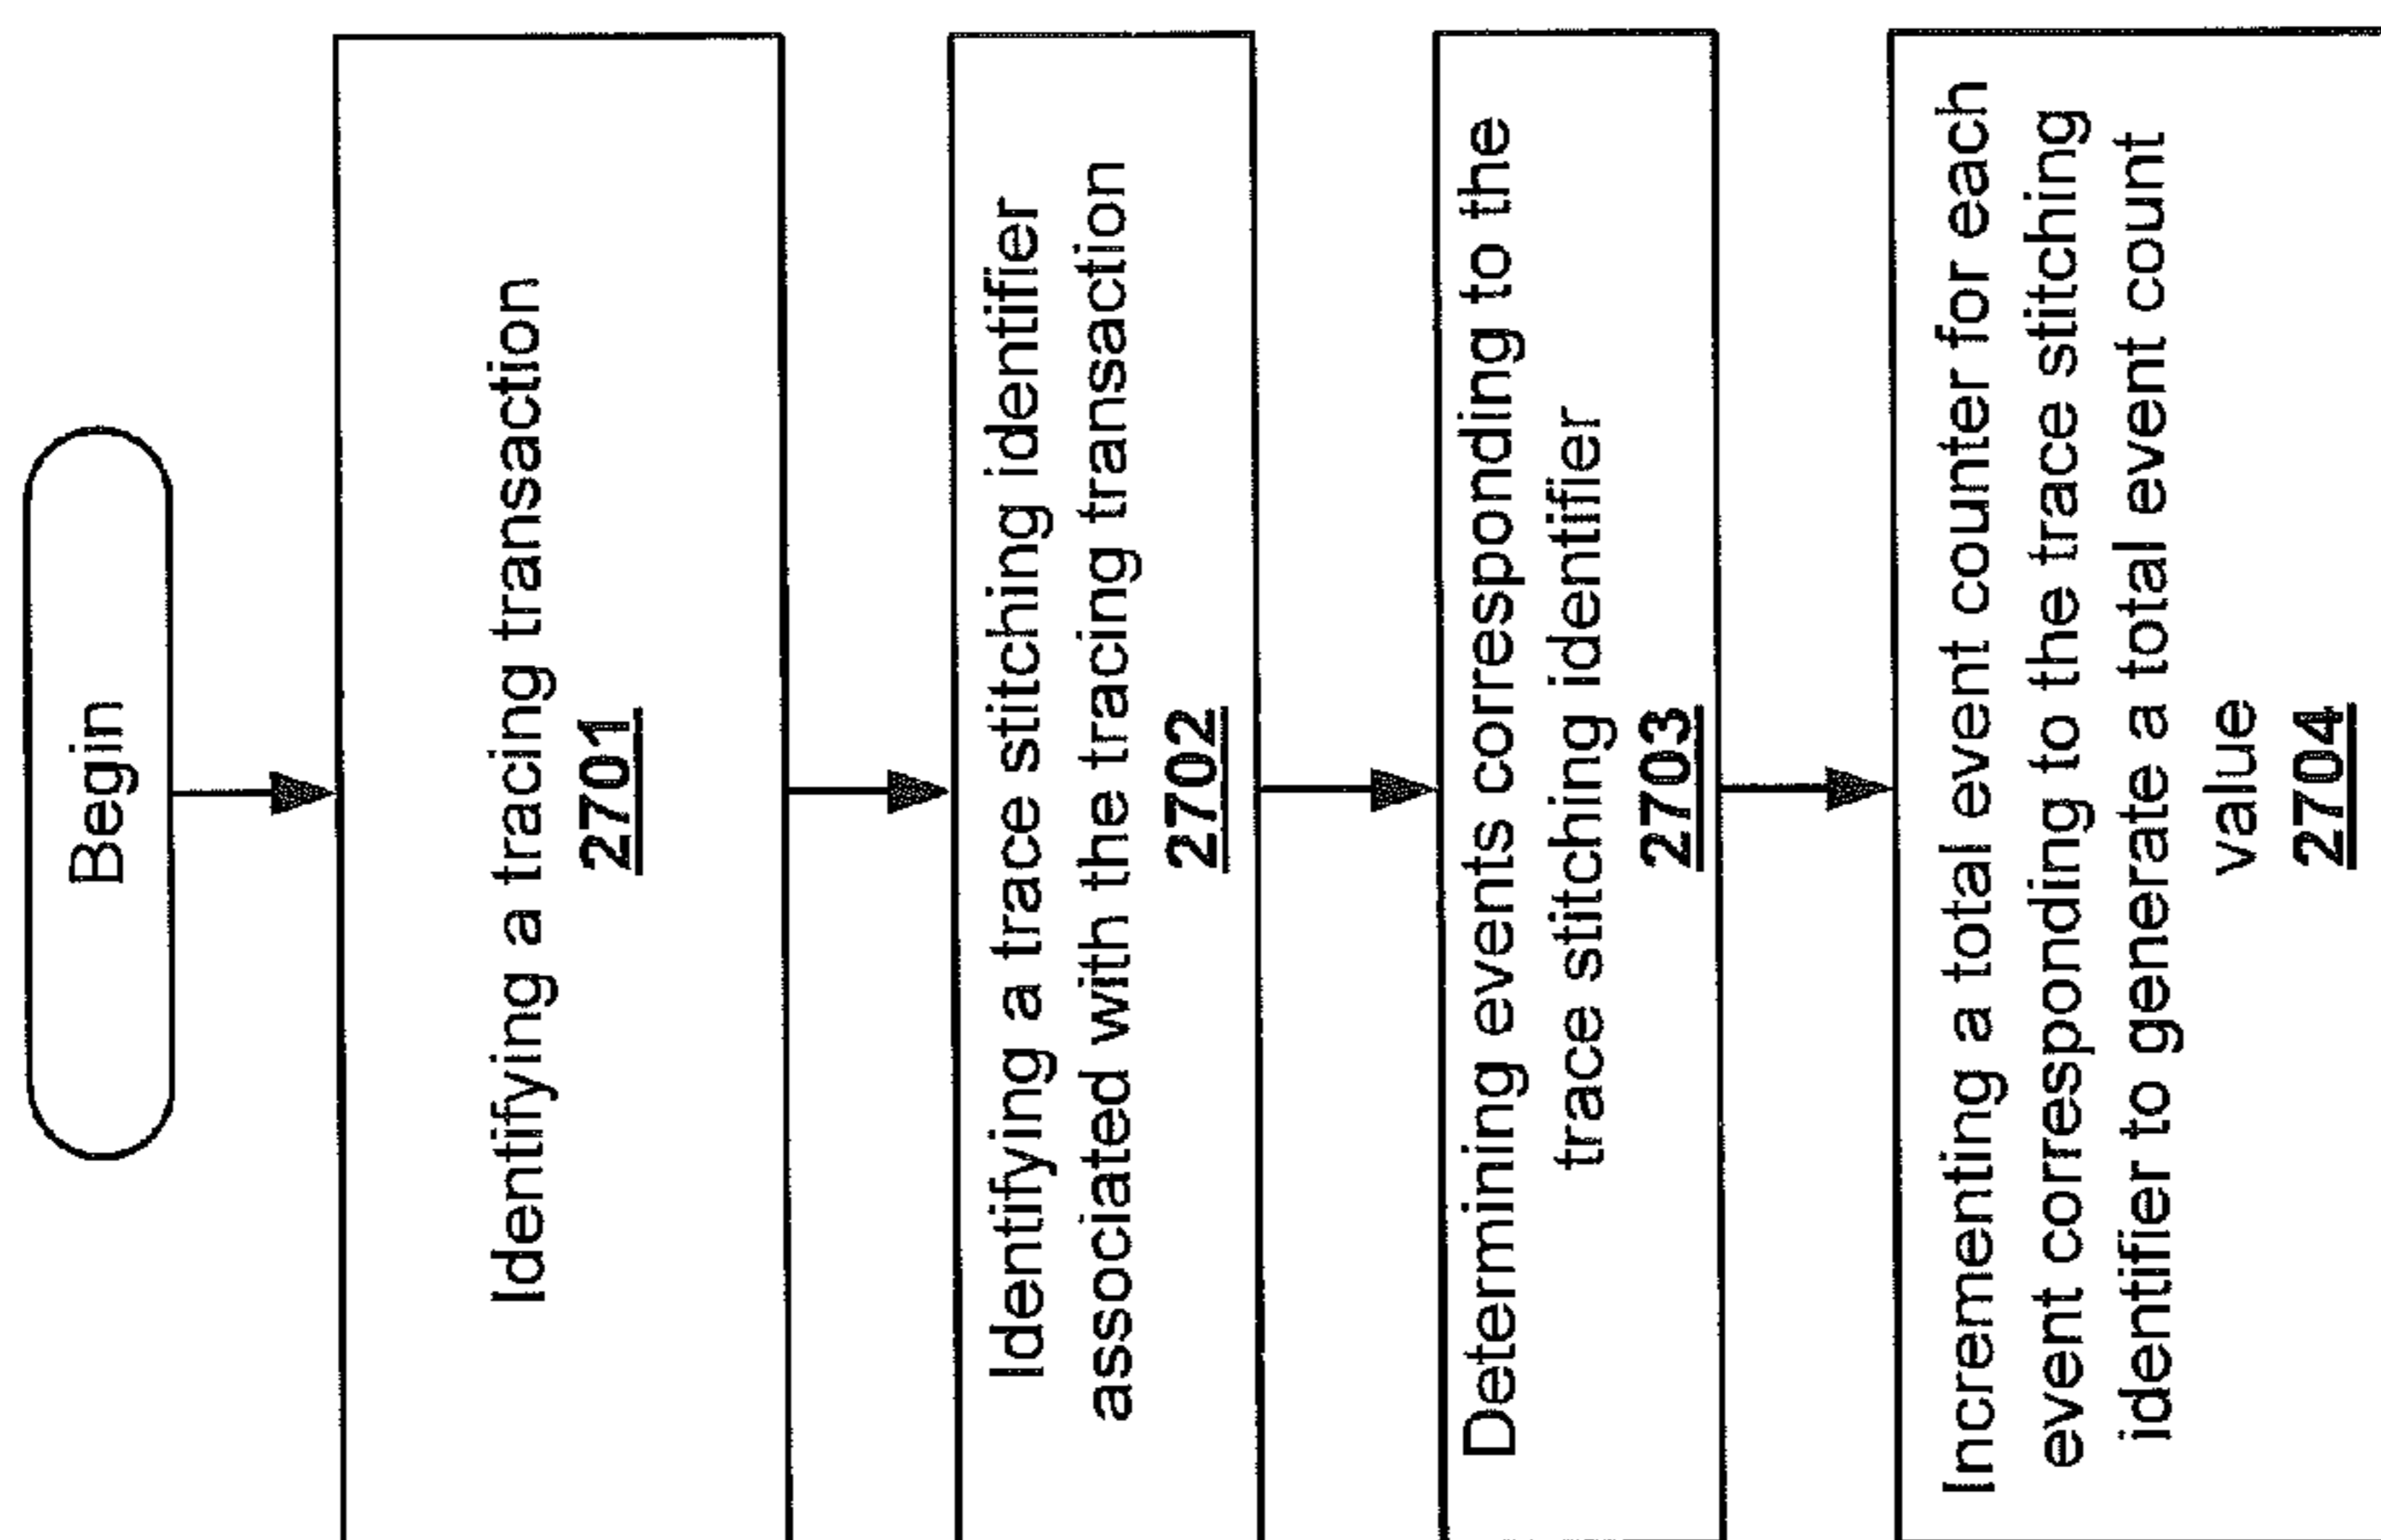 Begin
Identifying a tracing transaction
2701
Identifying a trace stitching identifier
associated with the tracing transaction
2702
Determining events corresponding to the
trace stitching identifier
2703
Incrementing a total event counter for each
event corresponding to the trace stitching
identifier to generate a total event count
value
2704